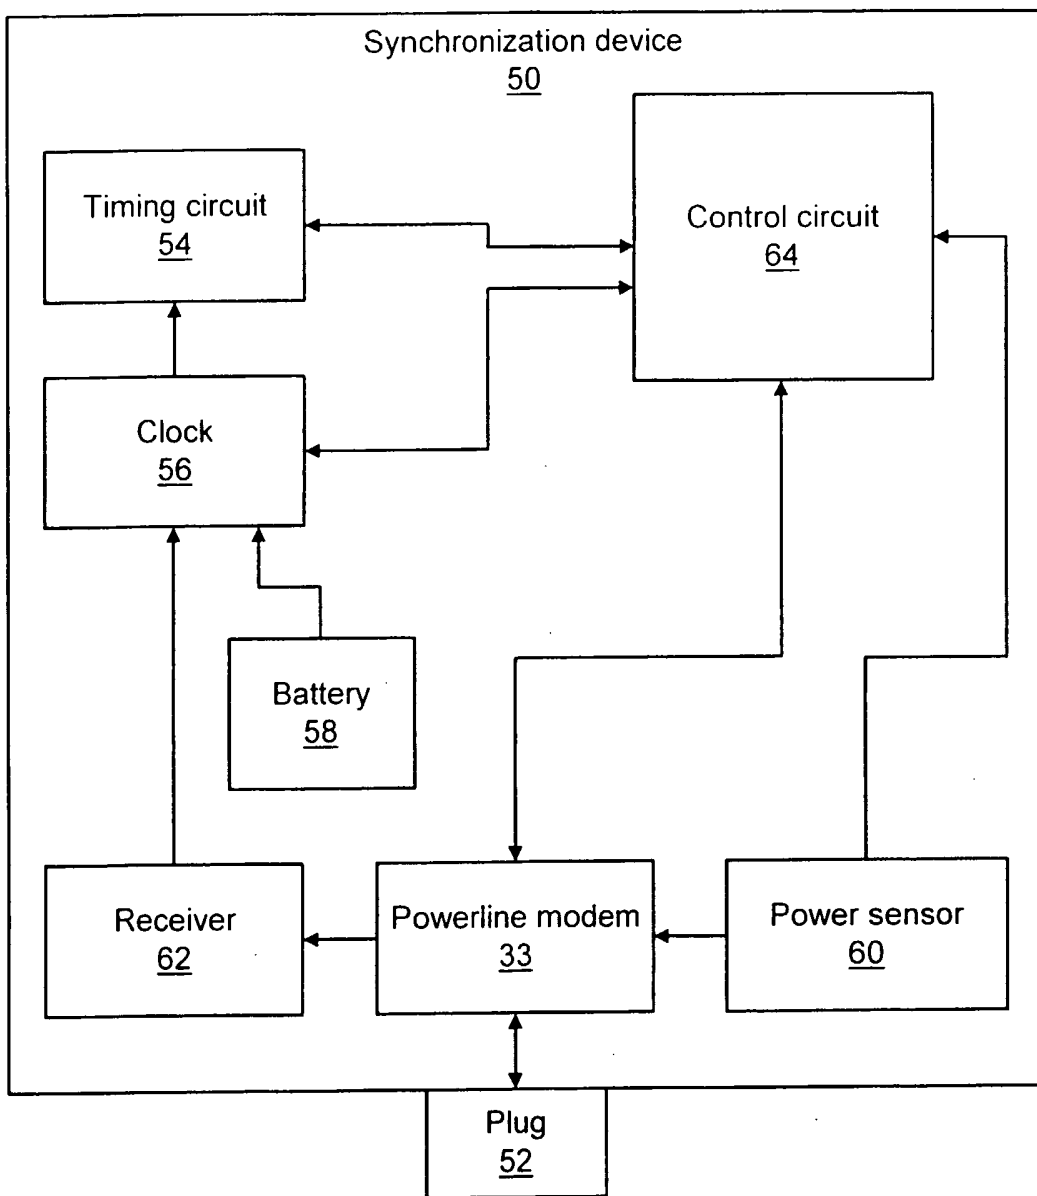 Synchronization device
50
Timing circuit
54
Control circuit
64
Clock
56
Battery
58
Receiver
62
Powerline modem
33
Power sensor
60
Plug
52